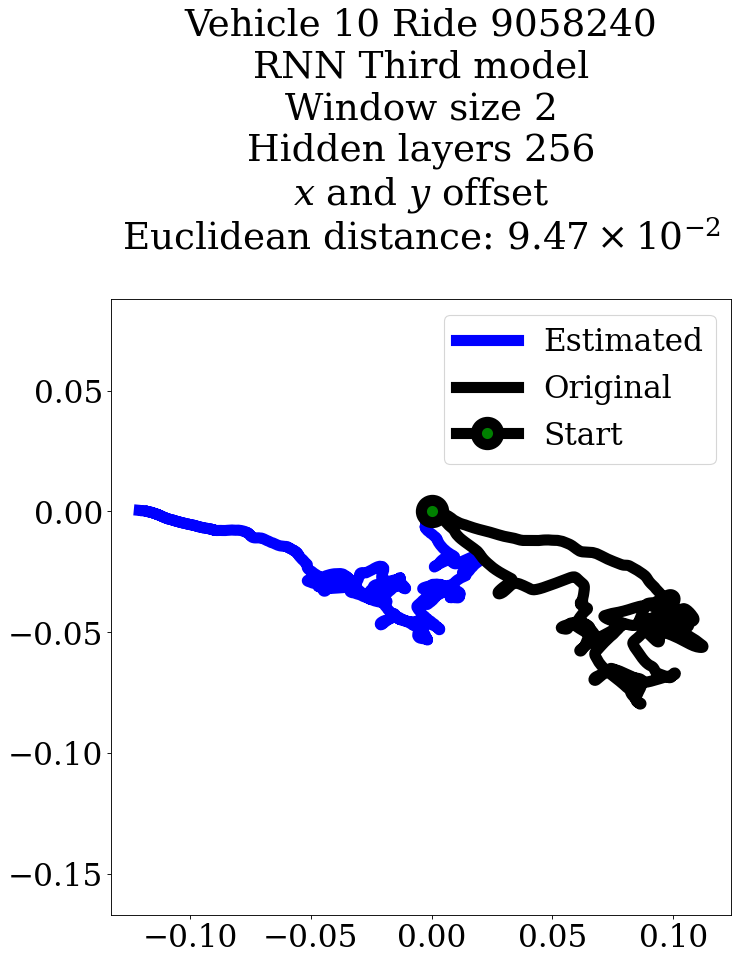 Vehicle 10 Ride 9058240
RNN Third model
Window size 2
Hidden layers 256
x and y offset
Euclidean distance: 9.47 × 10⁻²
Estimated
Original
Start
0.05
0.00
−0.05
−0.10
−0.15
−0.10 −0.05 0.00 0.05 0.10